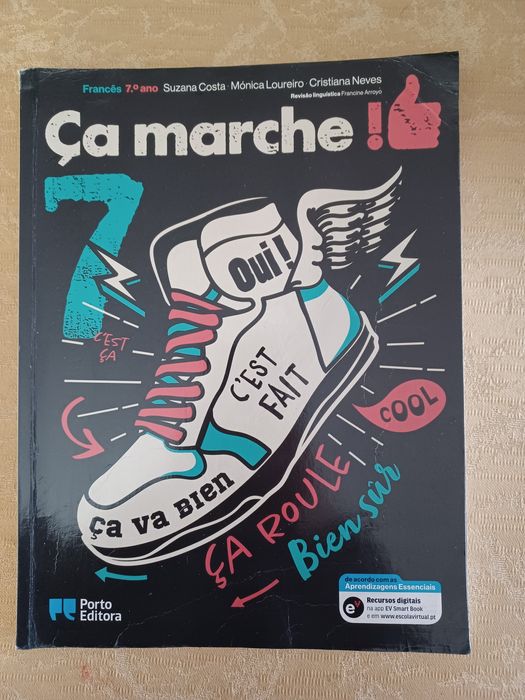 Francês 7.º ano Suzana Costa · Mónica Loureiro · Cristiana Neves
Revisão linguística Francine Arroyo
Ça marche !
7
Oui !
C'EST
ÇA
C'EST
FAIT
COOL
Ça va BIEN
ÇA ROULE
Bien sûr
Porto
Editora
de acordo com as
Aprendizagens Essenciais
eV
Recursos digitais
na app EV Smart Book
e em www.escolavirtual.pt